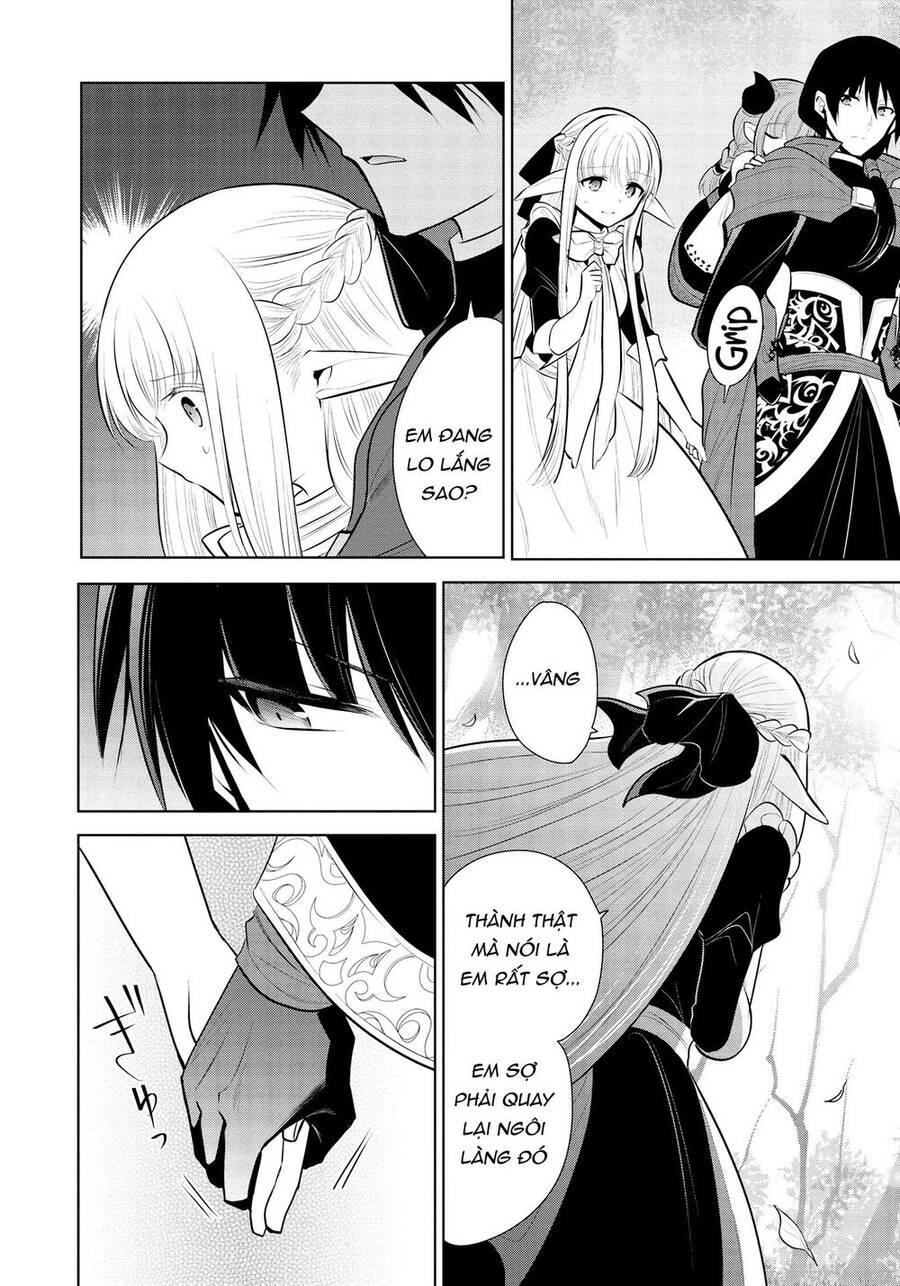 Grip
EM ĐANG
LO LẮNG
SAO?
...VÂNG
THÀNH THẬT
MÀ NÓI LÀ
EM RẤT SỢ...
EM SỢ
PHẢI QUAY
LẠI NGÔI
LÀNG ĐÓ
ぎゅっ